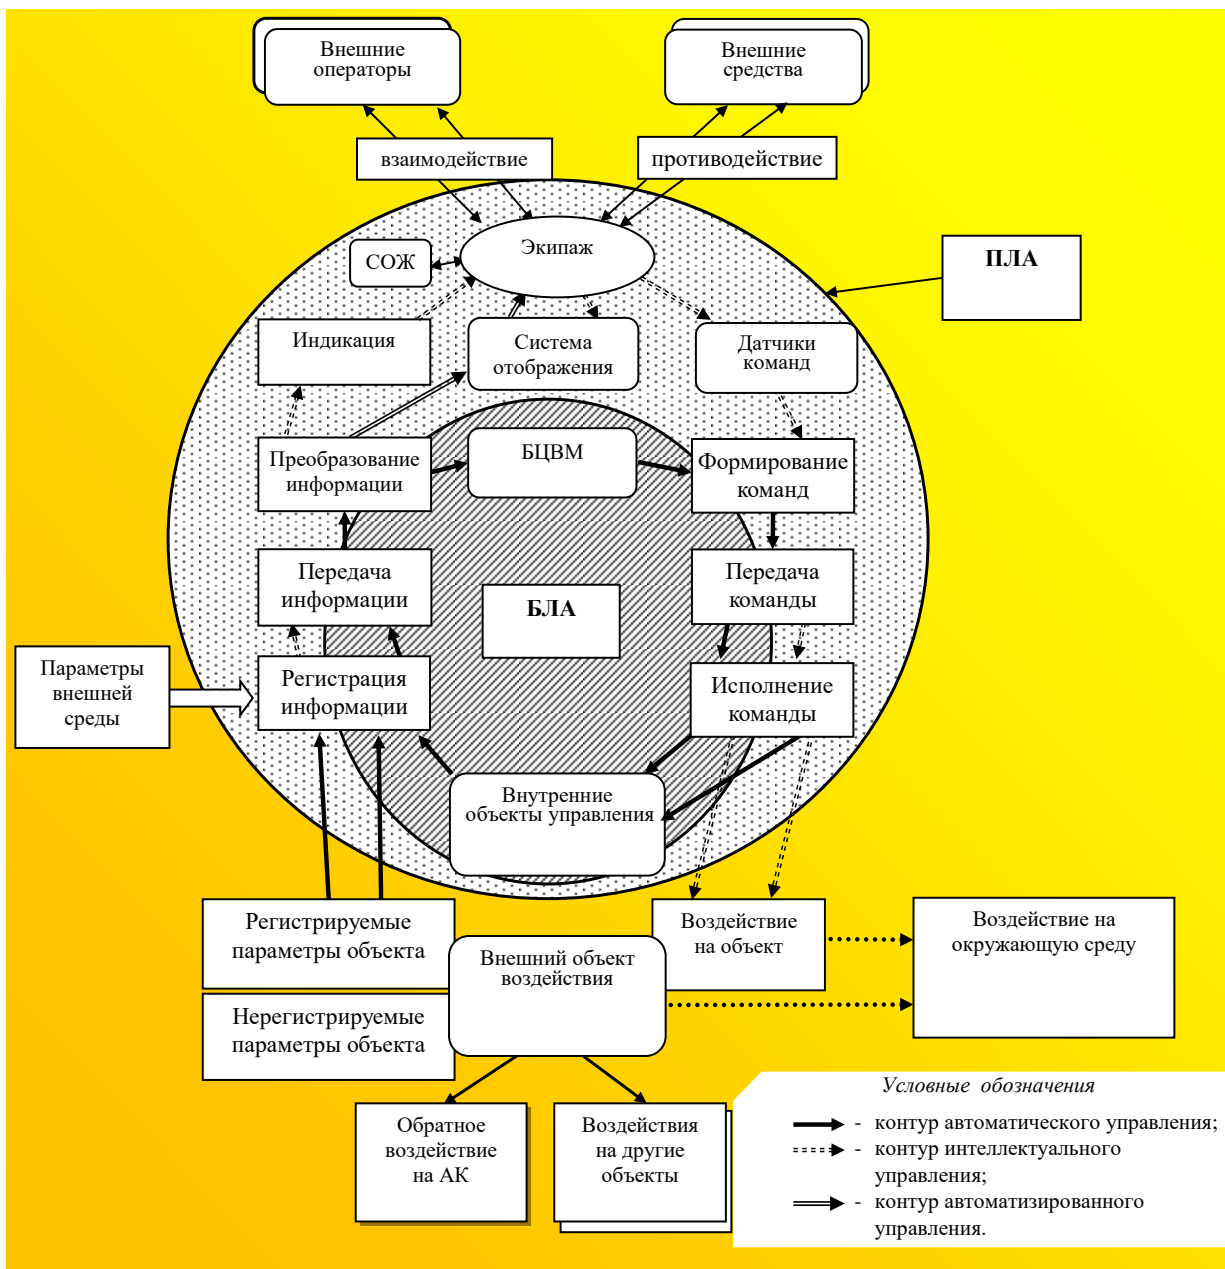 Внешние
операторы
Внешние
средства
взаимодействие
противодействие
Экипаж
СОЖ
ПЛА
Индикация
Система
отображения
Датчики
команд
Преобразование
информации
БЦВМ
Формирование
команд
Передача
информации
БЛА
Передача
команды
Параметры
внешней
среды
Регистрация
информации
Исполнение
команды
Внутренние
объекты управления
Регистрируемые
параметры объекта
Внешний объект
воздействия
Воздействие
на объект
Воздействие на
окружающую среду
Нерегистрируемые
параметры объекта
Обратное
воздействие
на АК
Воздействия
на другие
объекты
Условные обозначения
- контур автоматического управления;
- контур интеллектуального
управления;
- контур автоматизированного
управления.